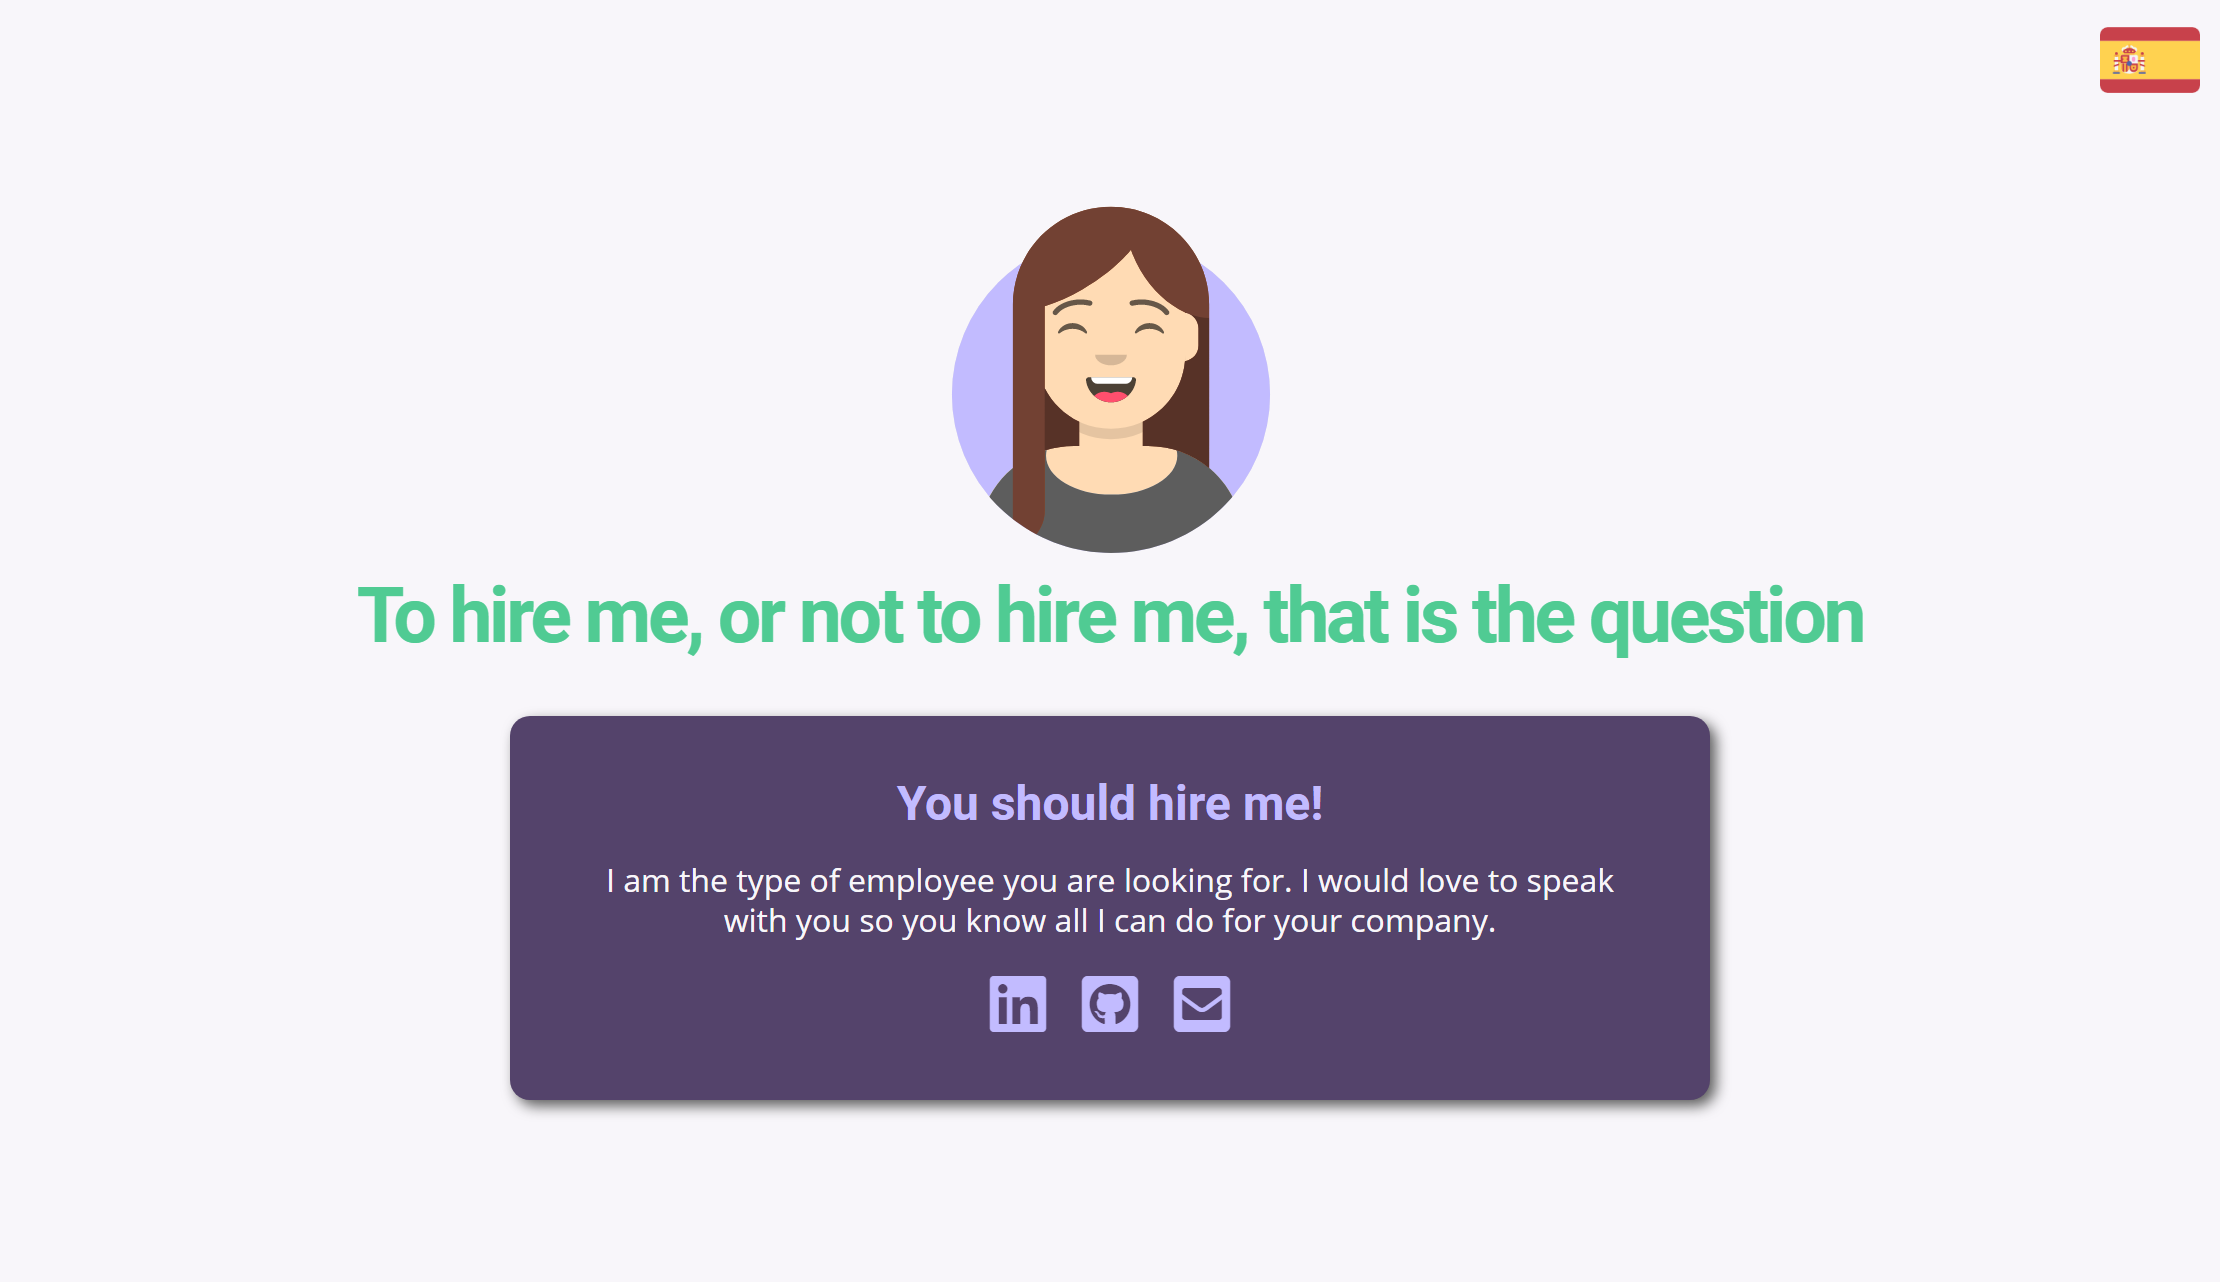 To hire me, or not to hire me, that is the question
You should hire me!
I am the type of employee you are looking for. I would love to speak
with you so you know all I can do for your company.
in